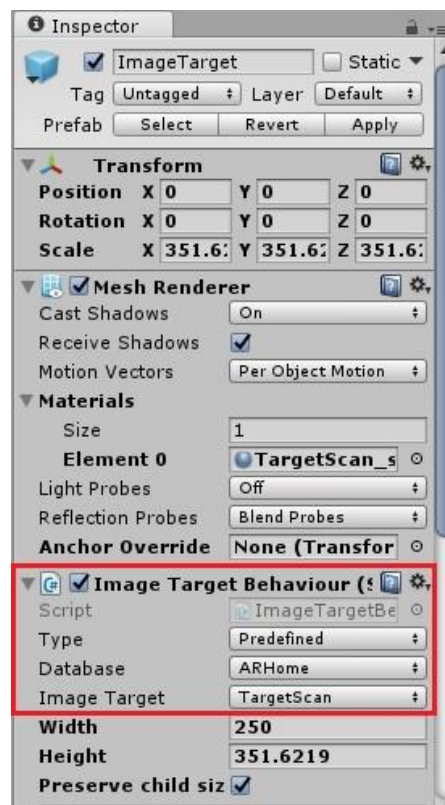 Inspector
ImageTarget Static
Tag Untagged Layer Default
Prefab Select Revert Apply
Transform
Position X 0 Y 0 Z 0
Rotation X 0 Y 0 Z 0
Scale X 351.62 Y 351.62 Z 351.62
Mesh Renderer
Cast Shadows On
Receive Shadows
Motion Vectors Per Object Motion
Materials
Size 1
Element 0 TargetScan_s
Light Probes Off
Reflection Probes Blend Probes
Anchor Override None (Transfor
Image Target Behaviour (S
Script ImageTargetBe
Type Predefined
Database ARHome
Image Target TargetScan
Width 250
Height 351.6219
Preserve child siz